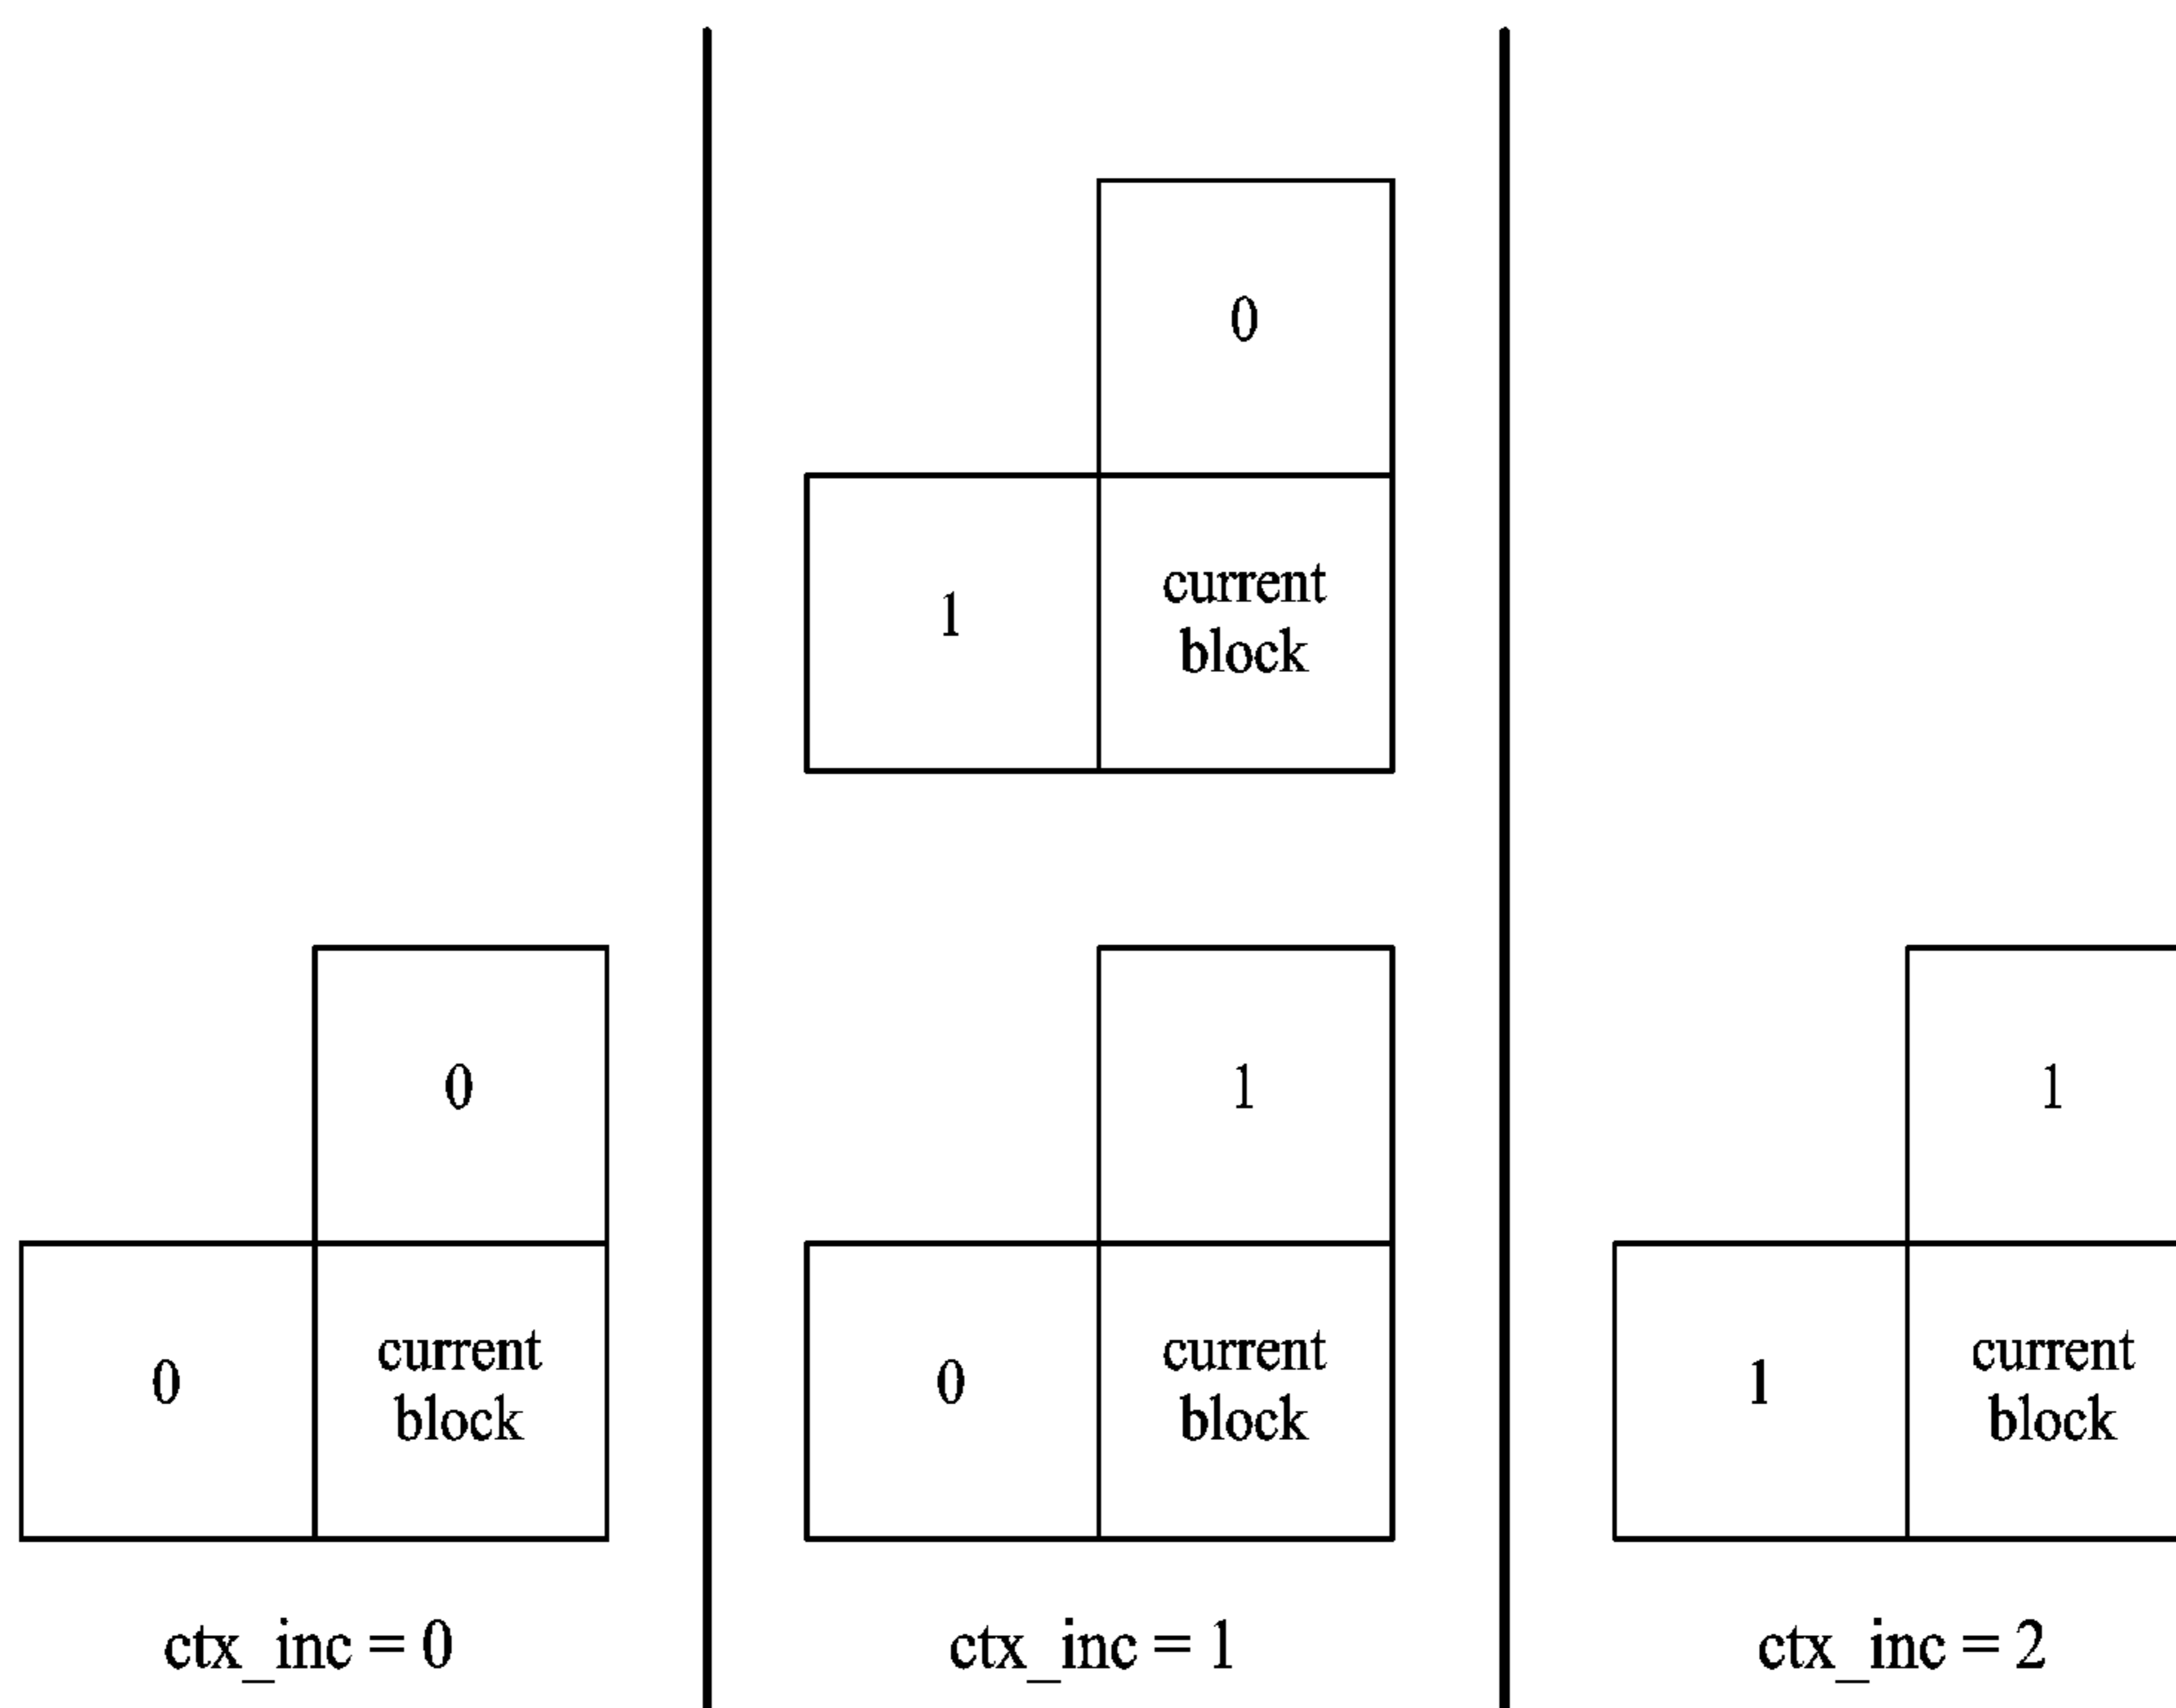 0
0
current
block
ctx_inc = 0
0
1
current
block
1
0
current
block
ctx_inc = 1
1
1
current
block
ctx_inc = 2